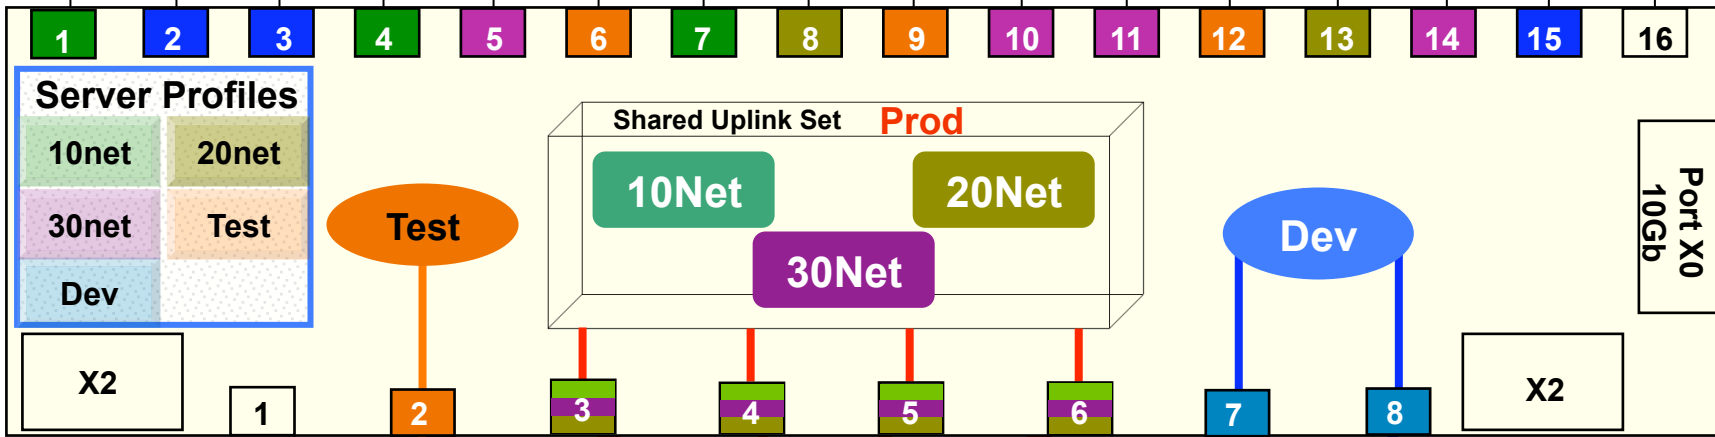 1 2 3 4 5 6 7 8 9 10 11 12 13 14 15 16
Server Profiles
10net 20net
30net Test
Dev
Test
Shared Uplink Set Prod
10Net 20Net
30Net
Dev
Port X0
10Gb
X2
1 2 3 4 5 6 7 8
X2